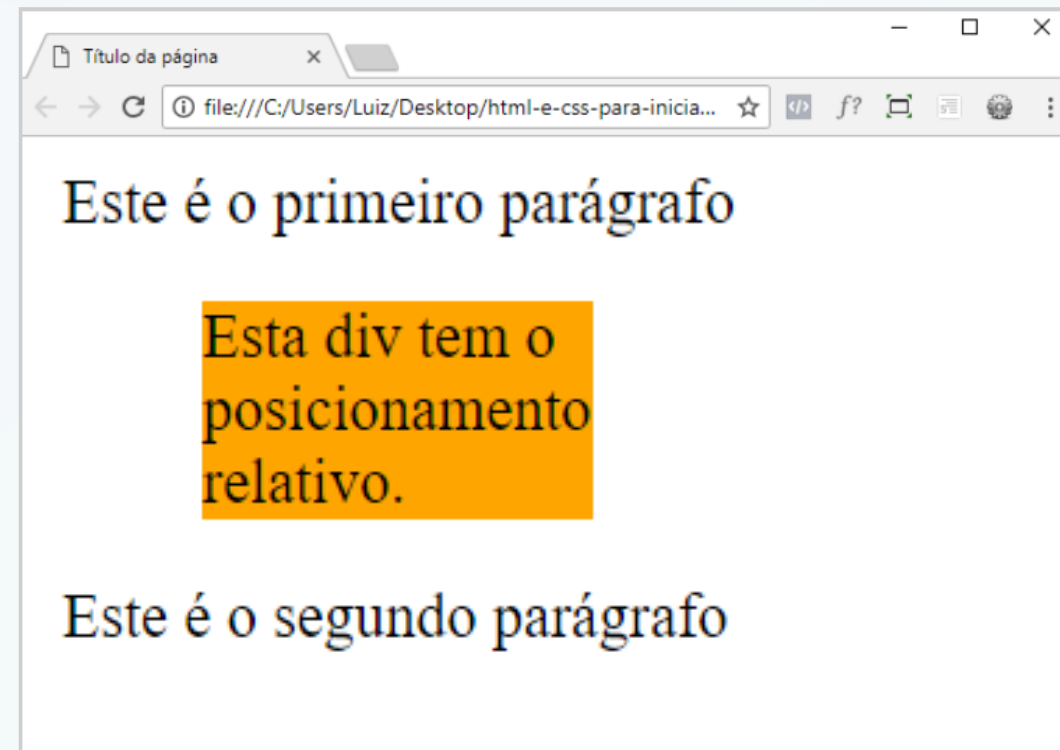 Título da página
file:///C:/Users/Luiz/Desktop/html-e-css-para-inicia...
f?
Este é o primeiro parágrafo
Esta div tem o
posicionamento
relativo.
Este é o segundo parágrafo